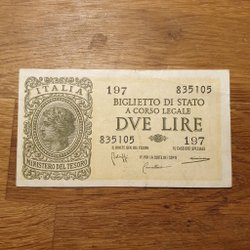 ITALIA
197 835105
BIGLIETTO DI STATO
A CORSO LEGALE
DVE LIRE
835105 197
MINISTERO DEL TESORO